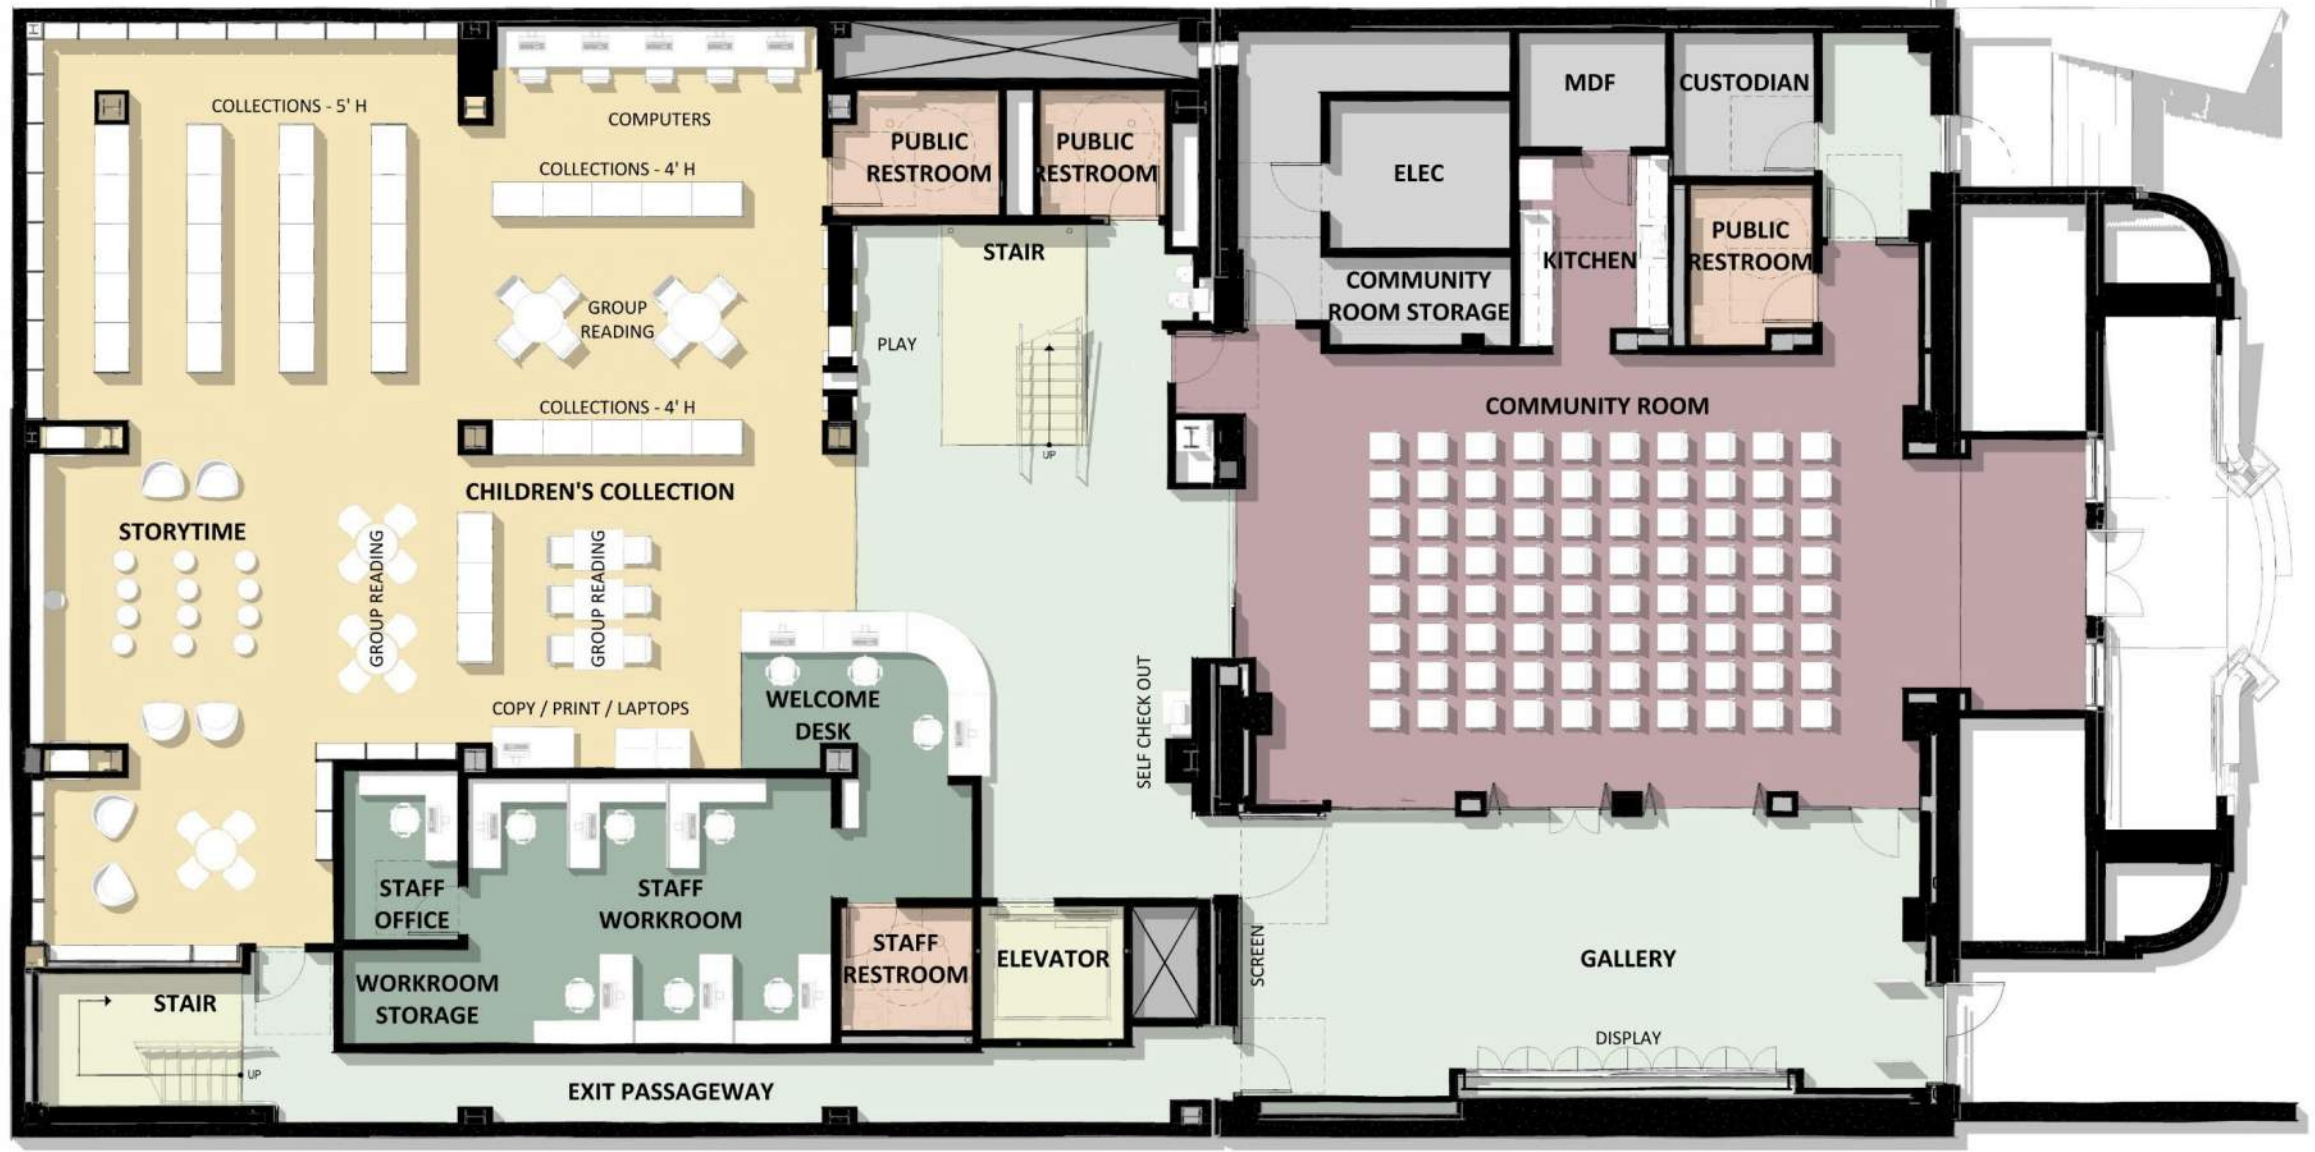 COLLECTIONS - 5' H
COMPUTERS
COLLECTIONS - 4' H
PUBLIC
RESTROOM
PUBLIC
RESTROOM
MDF
CUSTODIAN
ELEC
PUBLIC
RESTROOM
STAIR
KITCHEN
COMMUNITY
ROOM STORAGE
GROUP
READING
PLAY
UP
COLLECTIONS - 4' H
COMMUNITY ROOM
CHILDREN'S COLLECTION
STORYTIME
GROUP READING
GROUP READING
COPY / PRINT / LAPTOPS
WELCOME
DESK
SELF CHECK OUT
STAFF
OFFICE
STAFF
WORKROOM
STAFF
RESTROOM
ELEVATOR
SCREEN
GALLERY
WORKROOM
STORAGE
STAIR
UP
DISPLAY
EXIT PASSAGEWAY